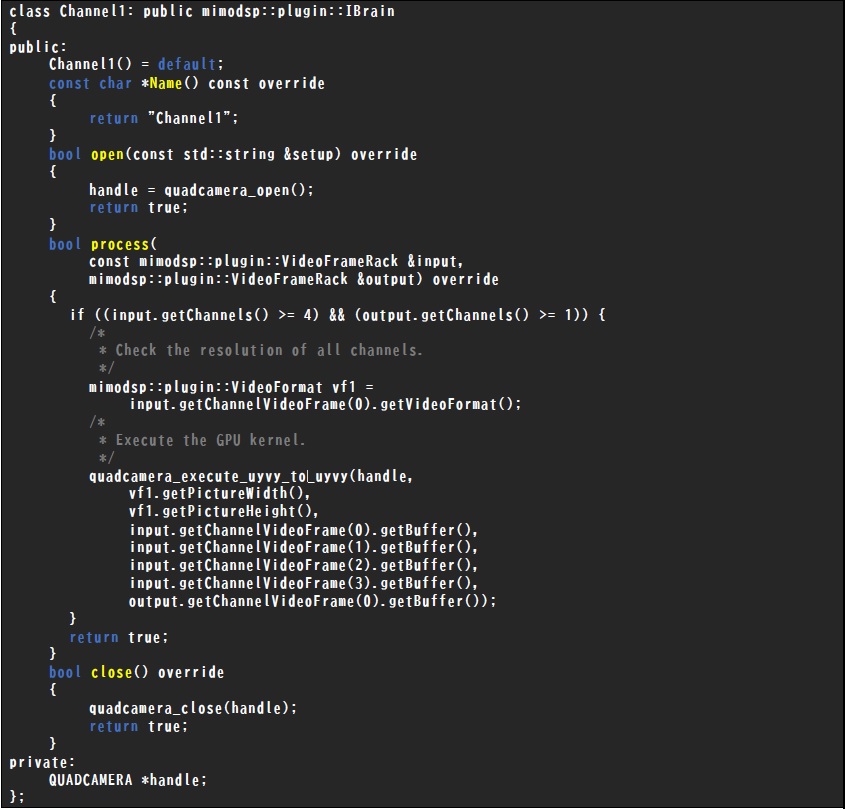 class Channel1: public mimodsp::plugin::IBrain
{
public:
    Channel1() = default;
    const char *Name() const override
    {
        return "Channel1";
    }
    bool open(const std::string &setup) override
    {
        handle = quadcamera_open();
        return true;
    }
    bool process(
        const mimodsp::plugin::VideoFrameRack &input,
        mimodsp::plugin::VideoFrameRack &output) override
    {
      if ((input.getChannels() >= 4) && (output.getChannels() >= 1)) {
        /*
         * Check the resolution of all channels.
         */
        mimodsp::plugin::VideoFormat vf1 =
            input.getChannelVideoFrame(0).getVideoFormat();
        /*
         * Execute the GPU kernel.
         */
        quadcamera_execute_uyvy_to_uyvy(handle,
            vf1.getPictureWidth(),
            vf1.getPictureHeight(),
            input.getChannelVideoFrame(0).getBuffer(),
            input.getChannelVideoFrame(1).getBuffer(),
            input.getChannelVideoFrame(2).getBuffer(),
            input.getChannelVideoFrame(3).getBuffer(),
            output.getChannelVideoFrame(0).getBuffer());
      }
      return true;
    }
    bool close() override
    {
        quadcamera_close(handle);
        return true;
    }
private:
    QUADCAMERA *handle;
};